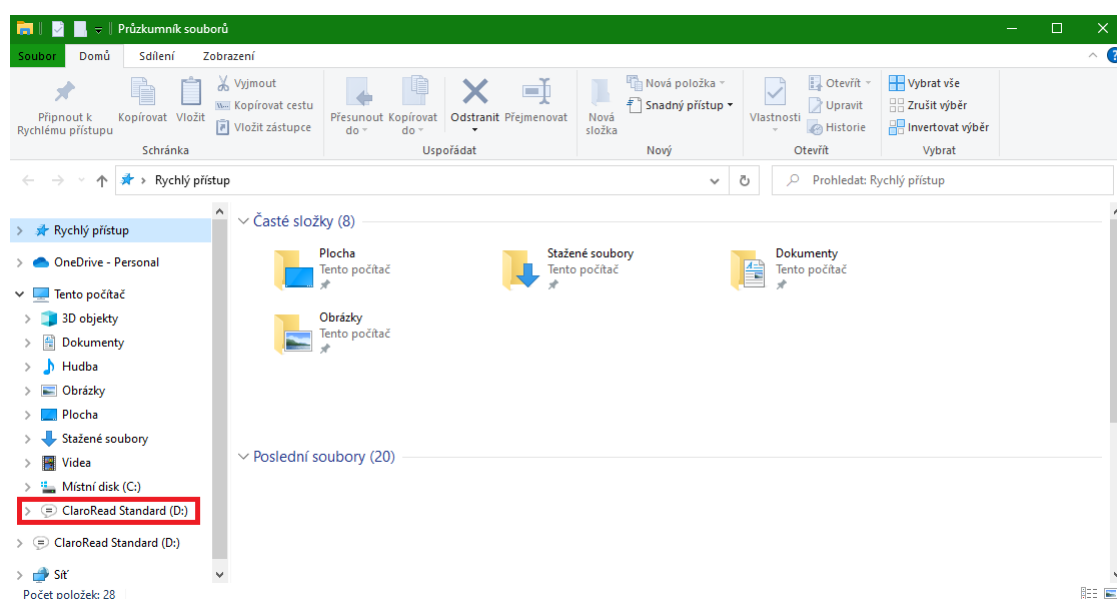 Průzkumník souborů
Soubor Domů Sdílení Zobrazení
Připnout k
Rychlému přístupu
Kopírovat
Vložit
Vyjmout
Kopírovat cestu
Vložit zástupce
Schránka
Přesunout
do
Kopírovat
do
Odstranit
Přejmenovat
Uspořádat
Nová
složka
Nová položka
Snadný přístup
Nový
Vlastnosti
Otevřít
Upravit
Historie
Otevřít
Vybrat vše
Zrušit výběr
Invertovat výběr
Vybrat
Rychlý přístup
Prohledat: Rychlý přístup
Rychlý přístup
OneDrive - Personal
Tento počítač
3D objekty
Dokumenty
Hudba
Obrázky
Plocha
Stažené soubory
Videa
Místní disk (C:)
ClaroRead Standard (D:)
ClaroRead Standard (D:)
Síť
Časté složky (8)
Plocha
Tento počítač
Stažené soubory
Tento počítač
Dokumenty
Tento počítač
Obrázky
Tento počítač
Poslední soubory (20)
Počet položek: 28